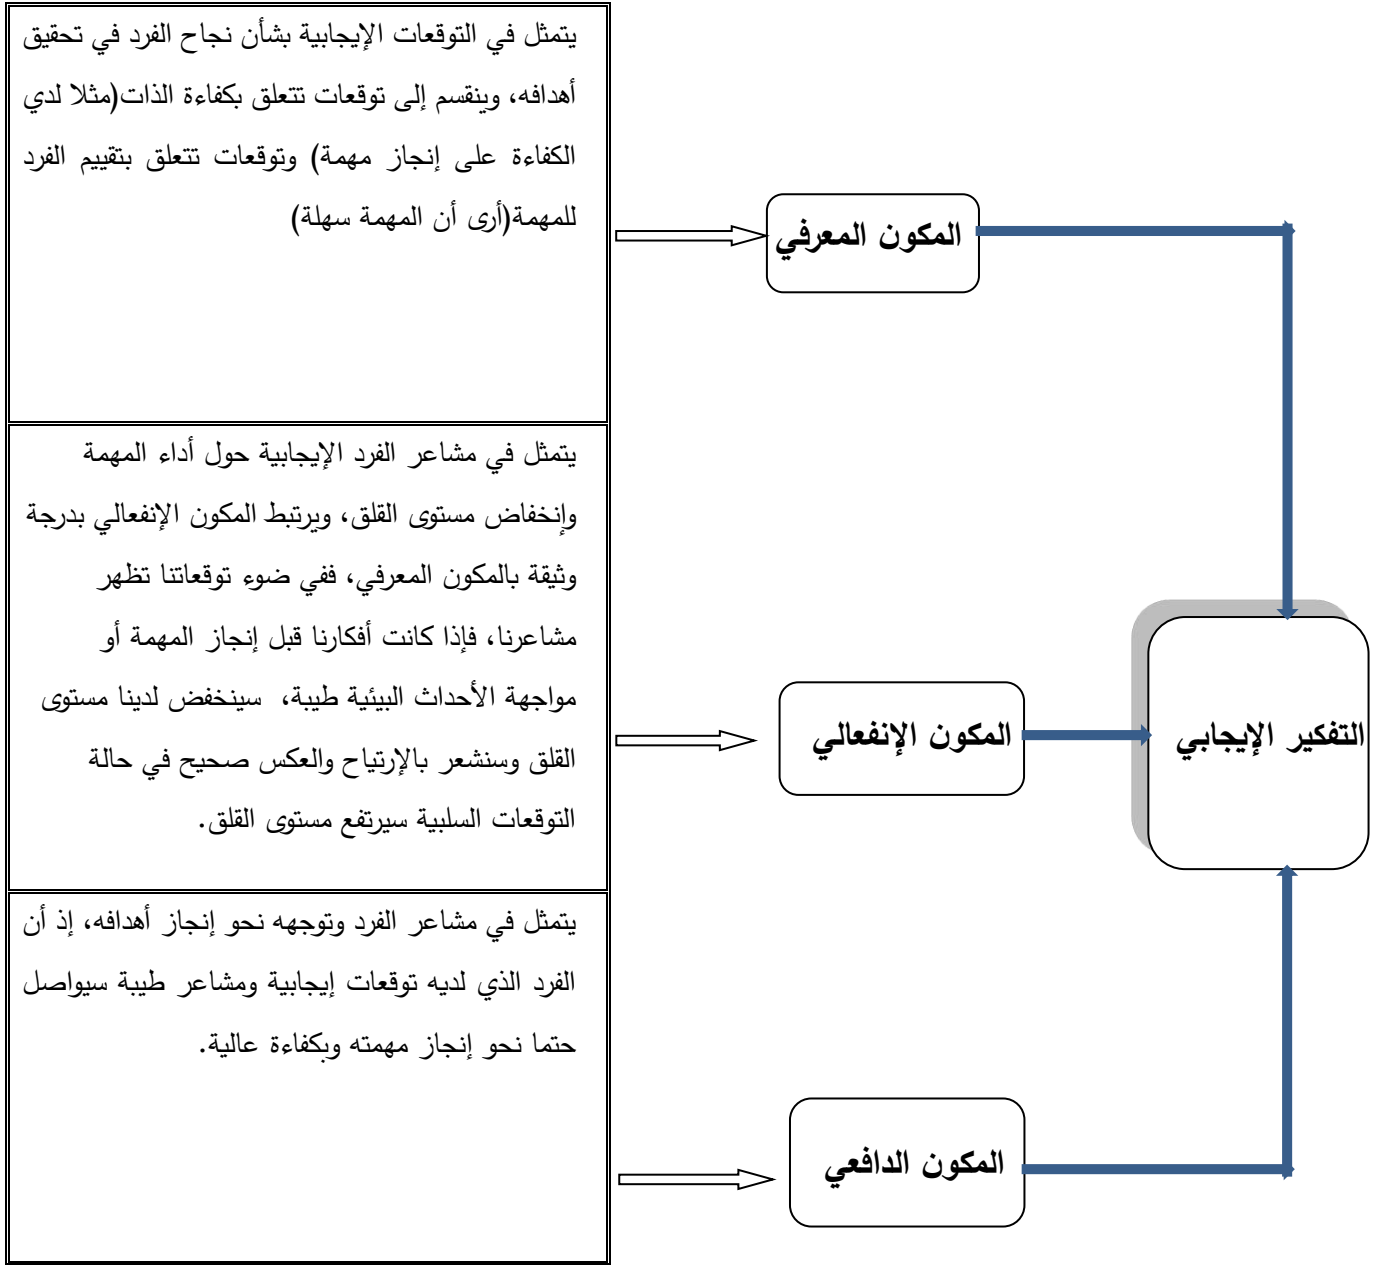 يتمثل في التوقعات الإيجابية بشأن نجاح الفرد في تحقيق
أهدافه، وينقسم إلى توقعات تتعلق بكفاءة الذات(مثلا لدي
الكفاءة على إنجاز مهمة) وتوقعات تتعلق بتقييم الفرد
للمهمة(أرى أن المهمة سهلة)
المكون المعرفي
يتمثل في مشاعر الفرد الإيجابية حول أداء المهمة
وإنخفاض مستوى القلق، ويرتبط المكون الإنفعالي بدرجة
وثيقة بالمكون المعرفي، ففي ضوء توقعاتنا تظهر
مشاعرنا، فإذا كانت أفكارنا قبل إنجاز المهمة أو
مواجهة الأحداث البيئية طيبة، سينخفض لدينا مستوى
القلق وسنشعر بالإرتياح والعكس صحيح في حالة
التوقعات السلبية سيرتفع مستوى القلق.
المكون الإنفعالي
التفكير الإيجابي
يتمثل في مشاعر الفرد وتوجهه نحو إنجاز أهدافه، إذ أن
الفرد الذي لديه توقعات إيجابية ومشاعر طيبة سيواصل
حتما نحو إنجاز مهمته وبكفاءة عالية.
المكون الدافعي